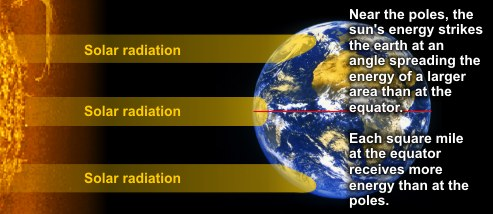 Solar radiation
Solar radiation
Solar radiation
Near the poles, the
sun's energy strikes
the earth at an
angle spreading the
energy of a larger
area than at the
equator.
Each square mile
at the equator
receives more
energy than at the
poles.